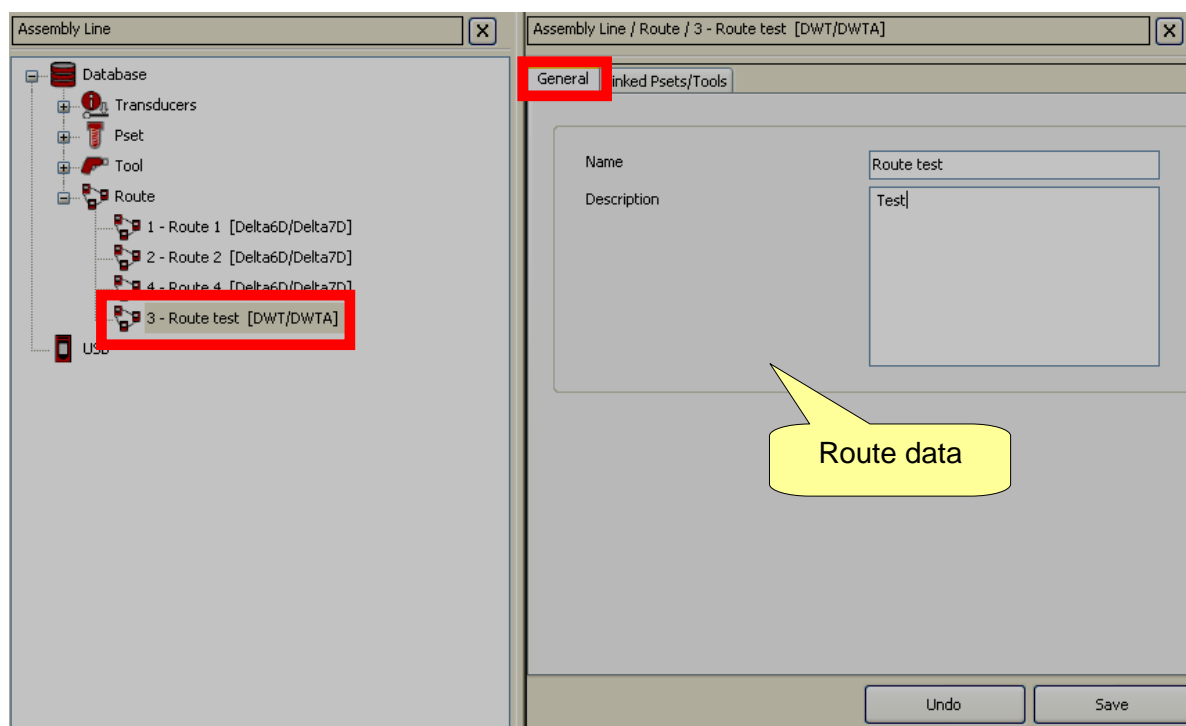 Assembly Line
Database
Transducers
Pset
Tool
Route
1 - Route 1 [Delta6D/Delta7D]
2 - Route 2 [Delta6D/Delta7D]
4 - Route 4 [Delta6D/Delta7D]
3 - Route test [DWT/DWTA]
USB
Assembly Line / Route / 3 - Route test [DWT/DWTA]
General inked Psets/Tools
Name Route test
Description Test
Route data
Undo Save